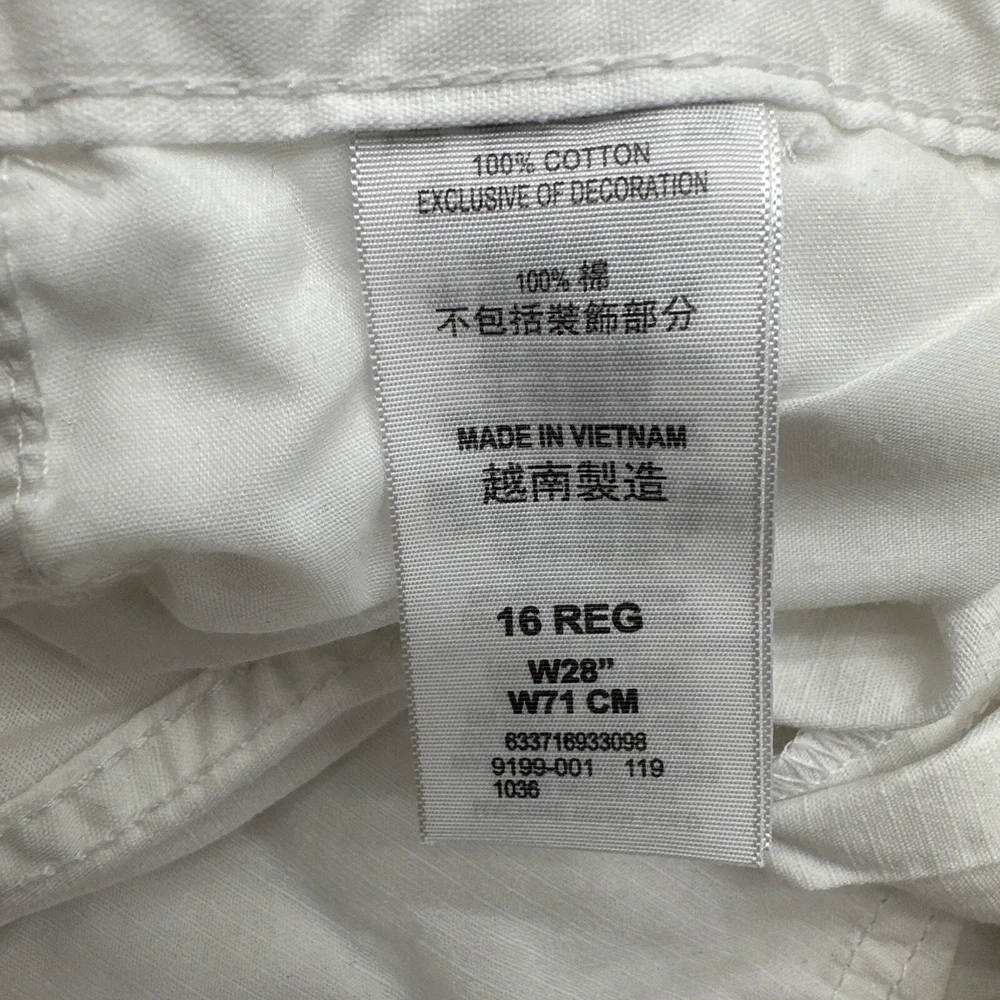 100% COTTON
EXCLUSIVE OF DECORATION
100% 棉
不包括裝飾部分
MADE IN VIETNAM
越南製造
16 REG
W28”
W71 CM
633716933098
9199-001 119
1036